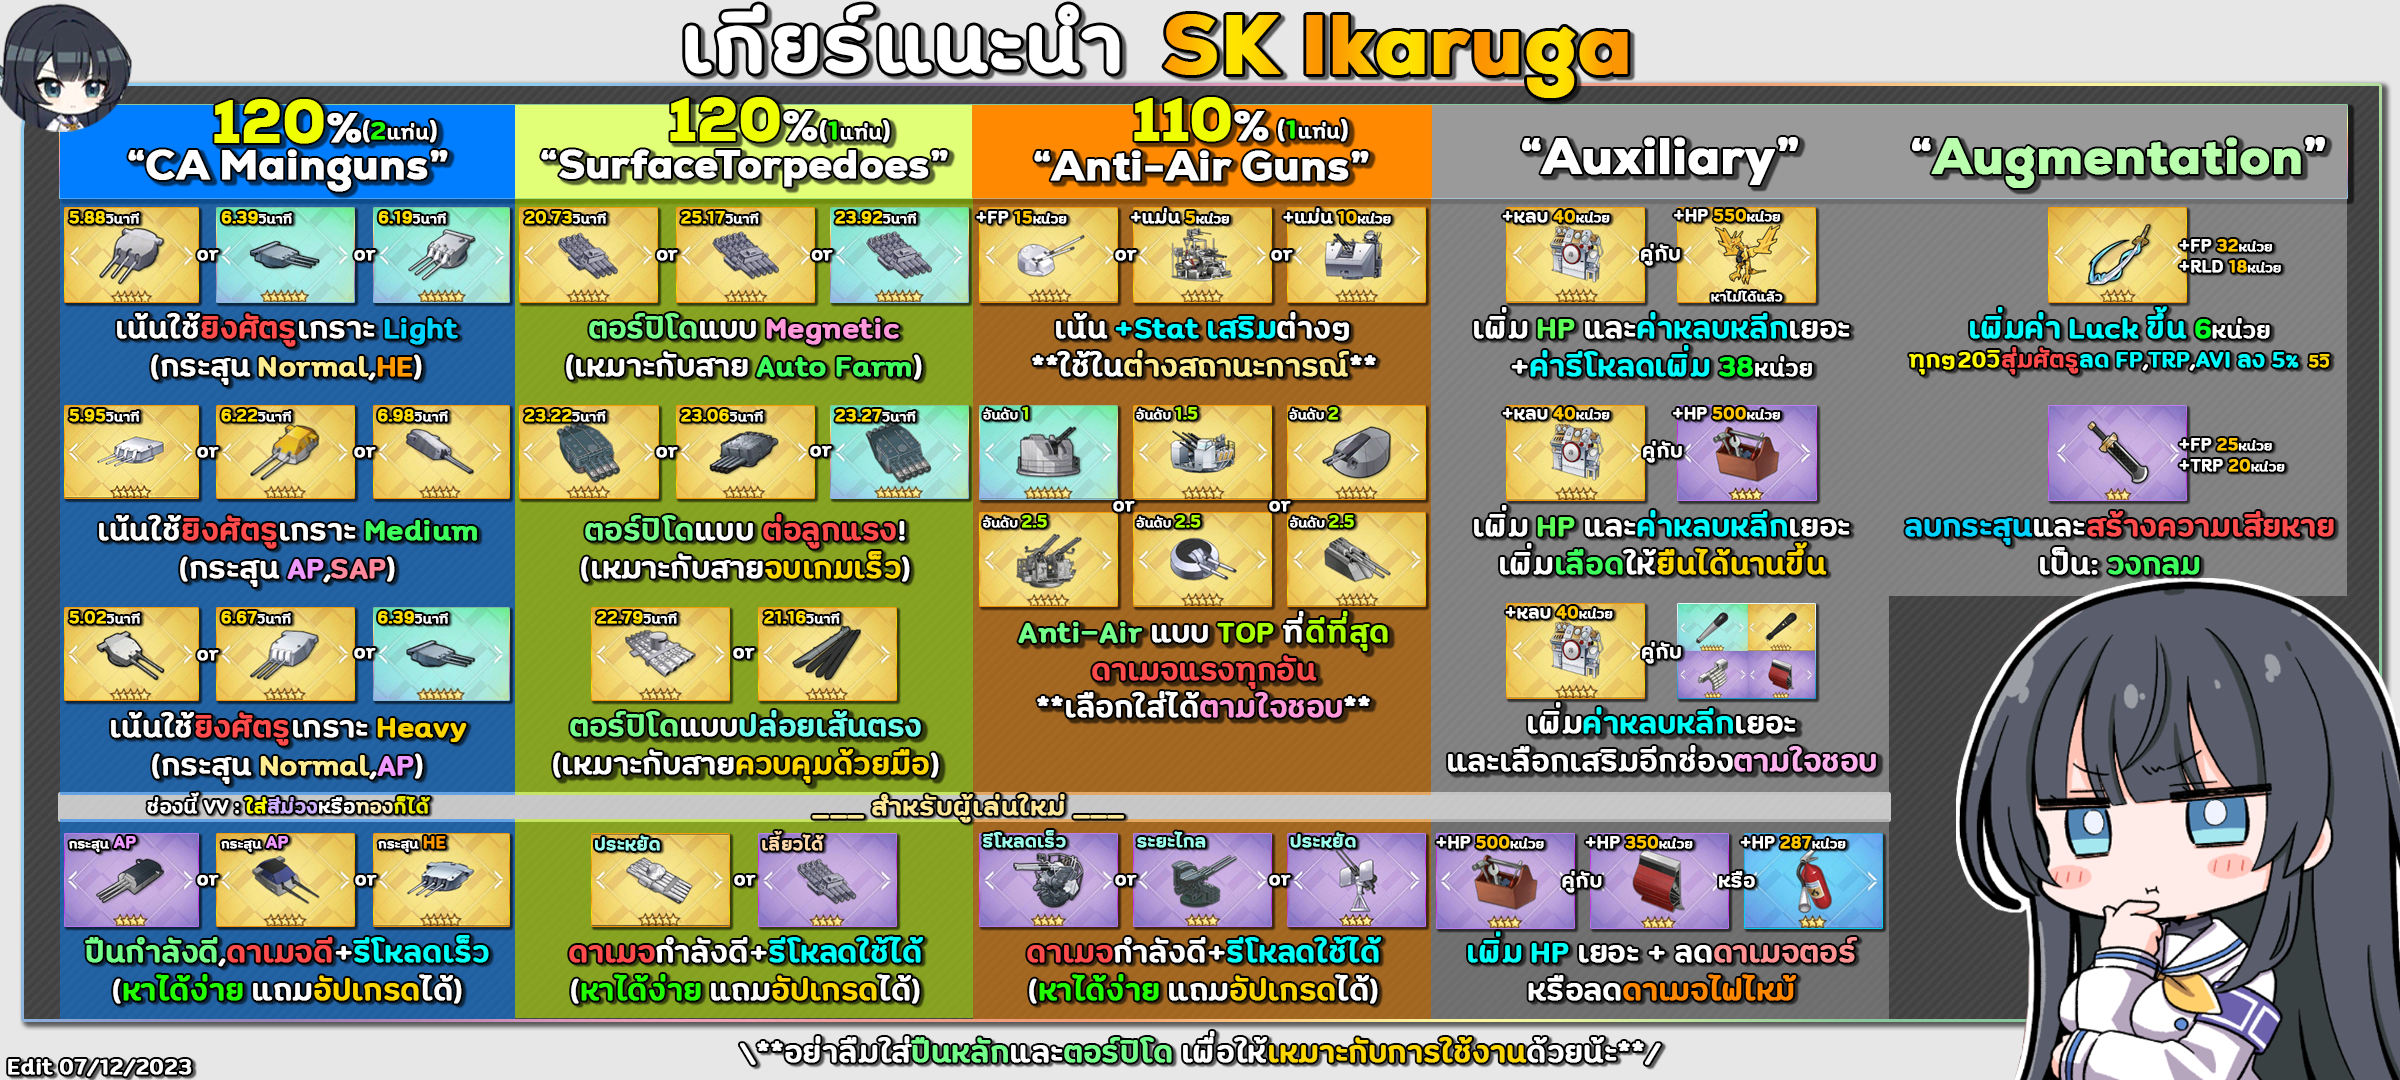 เกียร์แนะนำ SK Ikaruga
120%(2แท่น)
“CA Mainguns”
120%(1แท่น)
“SurfaceTorpedoes”
110% (1แท่น)
“Anti-Air Guns”
“Auxiliary”
“Augmentation”
5.88วินาที or 6.39วินาที or 6.19วินาที
เน้นใช้ยิงศัตรูเกราะ Light
(กระสุน Normal,HE)
20.73วินาที or 25.17วินาที or 23.92วินาที
ตอร์ปิโดแบบ Megnetic
(เหมาะกับสาย Auto Farm)
+FP 15หน่วย or +แม่น 5หน่วย or +แม่น 10หน่วย
เน้น +Stat เสริมต่างๆ
**ใช้ในต่างสถานะการณ์**
+หลบ 40หน่วย คู่กับ +HP 550หน่วย
หาไม่ได้แล้ว
เพิ่ม HP และค่าหลบหลีกเยอะ
+ค่ารีโหลดเพิ่ม 38หน่วย
+FP 32หน่วย
+RLD 18หน่วย
เพิ่มค่า Luck ขึ้น 6หน่วย
ทุกๆ20วิสุ่มศัตรูลด FP,TRP,AVI ลง 5% 5วิ
5.95วินาที or 6.22วินาที or 6.98วินาที
เน้นใช้ยิงศัตรูเกราะ Medium
(กระสุน AP,SAP)
23.22วินาที or 23.06วินาที or 23.27วินาที
ตอร์ปิโดแบบ ต่อลูกแรง!
(เหมาะกับสายจบเกมเร็ว)
อันดับ 1 อันดับ 1.5 อันดับ 2
or or
อันดับ 2.5 อันดับ 2.5 อันดับ 2.5
Anti-Air แบบ TOP ที่ดีที่สุด
ดาเมจแรงทุกอัน
**เลือกใส่ได้ตามใจชอบ**
+หลบ 40หน่วย คู่กับ +HP 500หน่วย
เพิ่ม HP และค่าหลบหลีกเยอะ
เพิ่มเลือดให้ยืนได้นานขึ้น
+FP 25หน่วย
+TRP 20หน่วย
ลบกระสุนและสร้างความเสียหาย
เป็น: วงกลม
5.02วินาที or 6.67วินาที or 6.39วินาที
เน้นใช้ยิงศัตรูเกราะ Heavy
(กระสุน Normal,AP)
22.79วินาที or 21.16วินาที
ตอร์ปิโดแบบปล่อยเส้นตรง
(เหมาะกับสายควบคุมด้วยมือ)
+หลบ 40หน่วย คู่กับ
เพิ่มค่าหลบหลีกเยอะ
และเลือกเสริมอีกช่องตามใจชอบ
ช่องนี้ VV : ใส่สีม่วงหรือทองก็ได้
___ สำหรับผู้เล่นใหม่ ___
กระสุน AP or กระสุน AP or กระสุน HE
ปืนกำลังดี,ดาเมจดี+รีโหลดเร็ว
(หาได้ง่าย แถมอัปเกรดได้)
ประหยัด or เลี้ยวได้
ดาเมจกำลังดี+รีโหลดใช้ได้
(หาได้ง่าย แถมอัปเกรดได้)
รีโหลดเร็ว or ระยะไกล or ประหยัด
ดาเมจกำลังดี+รีโหลดใช้ได้
(หาได้ง่าย แถมอัปเกรดได้)
+HP 500หน่วย คู่กับ +HP 350หน่วย หรือ +HP 287หน่วย
เพิ่ม HP เยอะ + ลดดาเมจตอร์
หรือลดดาเมจไฟไหม้
\**อย่าลืมใส่ปืนหลักและตอร์ปิโด เพื่อให้เหมาะกับการใช้งานด้วยน้ะ**/
Edit 07/12/2023